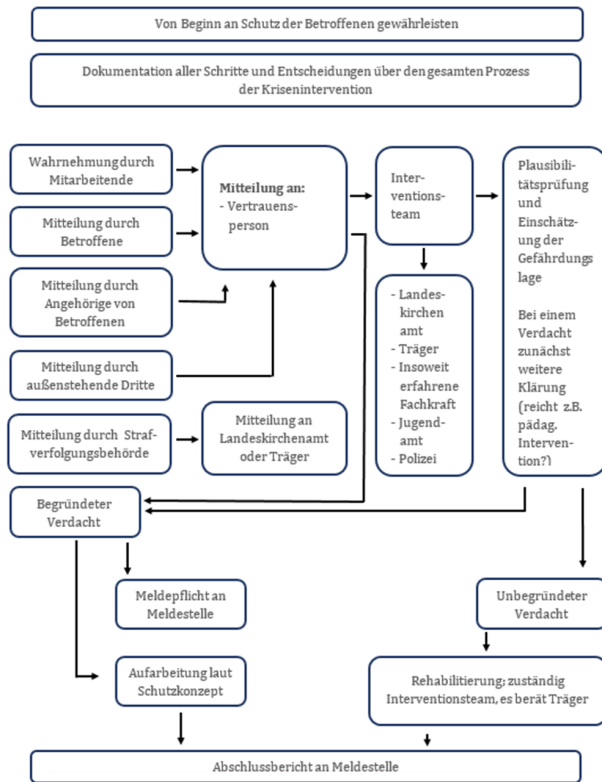 Von Beginn an Schutz der Betroffenen gewährleisten
Dokumentation aller Schritte und Entscheidungen über den gesamten Prozess
der Krisenintervention
Wahrnehmung durch
Mitarbeitende
Mitteilung durch
Betroffene
Mitteilung durch
Angehörige von
Betroffenen
Mitteilung durch
außenstehende Dritte
Mitteilung durch Straf-
verfolgungsbehörde
Mitteilung an:
- Vertrauens-
person
Mitteilung an
Landeskirchenamt
oder Träger
Inter-
ventions-
team
- Landes-
kirchen
amt
- Träger
- Insoweit
erfahrene
Fachkraft
- Jugend-
amt
- Polizei
Plausibili-
tätsprüfung
und
Einschätz-
ung der
Gefährdungs
lage
Bei einem
Verdacht
zunächst
weitere
Klärung
(reicht z.B.
pädag.
Interven-
tion?)
Begründeter
Verdacht
Meldepflicht an
Meldestelle
Unbegründeter
Verdacht
Aufarbeitung laut
Schutzkonzept
Rehabilitierung; zuständig
Interventionsteam, es berät Träger
Abschlussbericht an Meldestelle